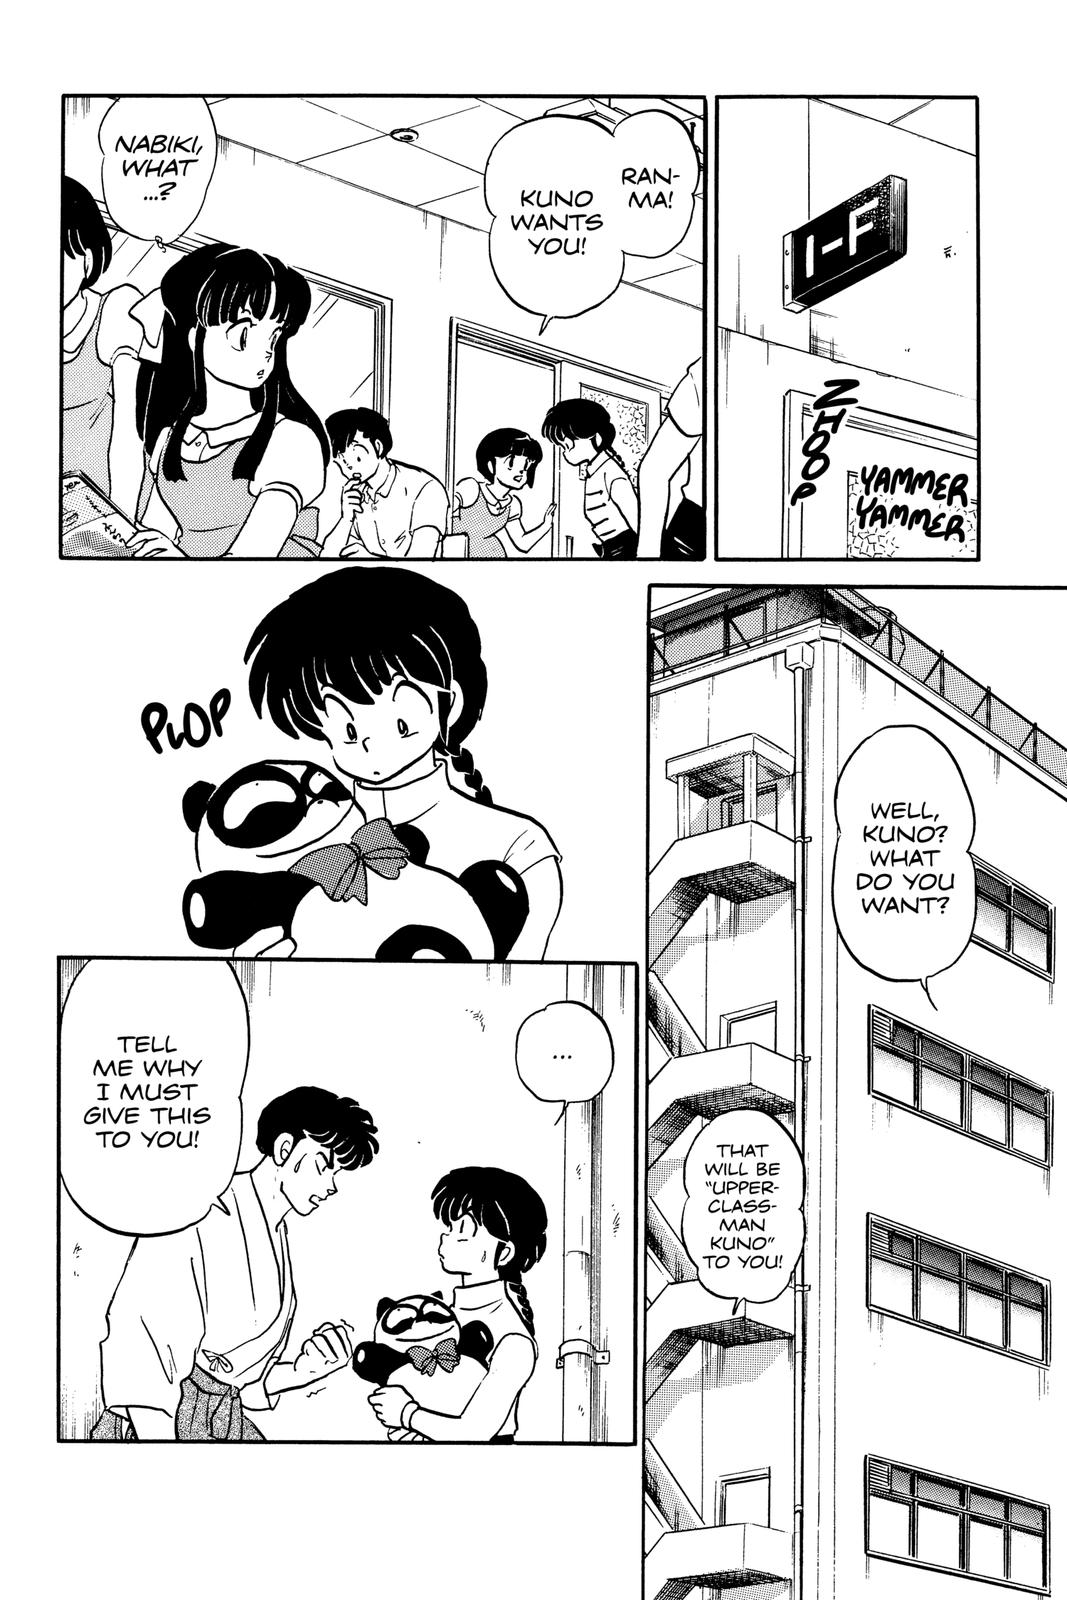 1-F
ZHOOP
YAMMER
YAMMER
RAN-
MA!
KUNO
WANTS
YOU!
NABIKI,
WHAT
...?
WELL,
KUNO?
WHAT
DO YOU
WANT?
THAT
WILL BE
"UPPER-
CLASS-
MAN
KUNO"
TO YOU!
PLOP
...
TELL
ME WHY
I MUST
GIVE THIS
TO YOU!